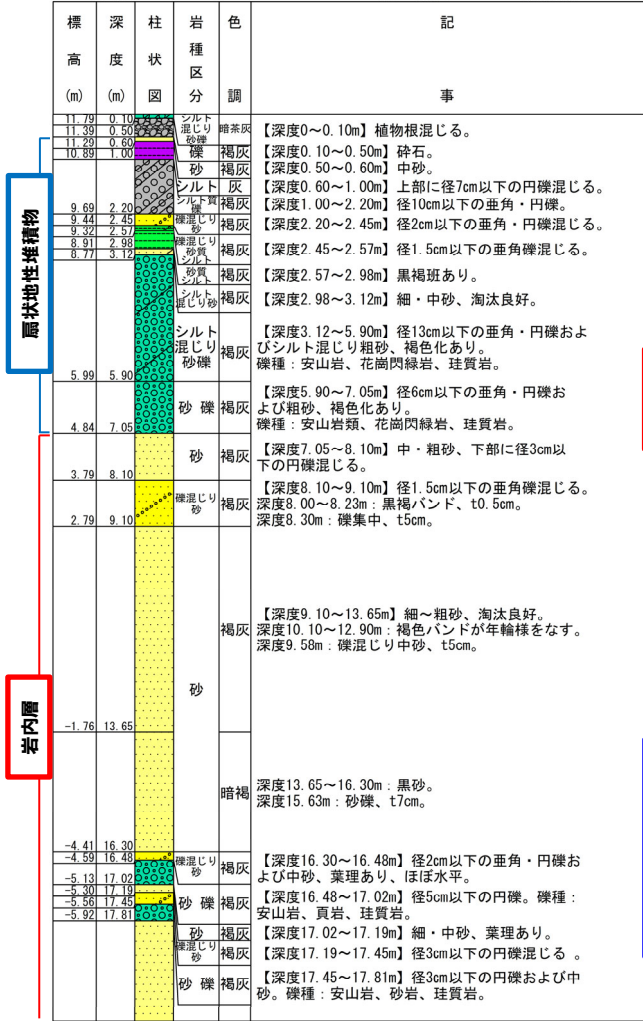 標高(m) 深度(m) 柱状図 岩種区分 色調 記事
扇状地性堆積物
岩内層
11.79 0.10
11.39 0.50
11.29 0.60
10.89 1.00
9.69 2.20
9.44 2.45
9.32 2.57
8.91 2.98
8.77 3.12
5.99 5.90
4.84 7.05
3.79 8.10
2.79 9.10
-1.76 13.65
-4.41 16.30
-4.59 16.48
-5.13 17.02
-5.30 17.19
-5.56 17.45
-5.92 17.81
シルト
混じり
砂礫
暗茶灰
礫 褐灰
砂 褐灰
シルト 灰
シルト質
礫
褐灰
礫混じり
砂
褐灰
礫混じり
砂質
シルト
褐灰
砂質
シルト
褐灰
シルト
混じり砂
褐灰
シルト
混じり
砂礫
褐灰
砂礫 褐灰
砂 褐灰
礫混じり
砂
褐灰
砂
褐灰
暗褐
礫混じり
砂
褐灰
砂礫 褐灰
砂 褐灰
礫混じり
砂
褐灰
砂礫 褐灰
【深度0～0.10m】植物根混じる。
【深度0.10～0.50m】砕石。
【深度0.50～0.60m】中砂。
【深度0.60～1.00m】上部に径7cm以下の円礫混じる。
【深度1.00～2.20m】径10cm以下の亜角・円礫。
【深度2.20～2.45m】径2cm以下の亜角・円礫混じる。
【深度2.45～2.57m】径1.5cm以下の亜角礫混じる。
【深度2.57～2.98m】黒褐班あり。
【深度2.98～3.12m】細・中砂、淘汰良好。
【深度3.12～5.90m】径13cm以下の亜角・円礫およ
びシルト混じり粗砂、褐色化あり。
礫種：安山岩、花崗閃緑岩、珪質岩。
【深度5.90～7.05m】径6cm以下の亜角・円礫お
よび粗砂、褐色化あり。
礫種：安山岩類、花崗閃緑岩、珪質岩。
【深度7.05～8.10m】中・粗砂、下部に径3cm以
下の円礫混じる。
【深度8.10～9.10m】径1.5cm以下の亜角礫混じる。
深度8.00～8.23m：黒褐バンド、t0.5cm。
深度8.30m：礫集中、t5cm。
【深度9.10～13.65m】細～粗砂、淘汰良好。
深度10.10～12.90m：褐色バンドが年輪様をなす。
深度9.58m：礫混じり中砂、t5cm。
深度13.65～16.30m：黒砂。
深度15.63m：砂礫、t7cm。
【深度16.30～16.48m】径2cm以下の亜角・円礫お
よび中砂、葉理あり、ほぼ水平。
【深度16.48～17.02m】径5cm以下の円礫。礫種：
安山岩、頁岩、珪質岩。
【深度17.02～17.19m】細・中砂、葉理あり。
【深度17.19～17.45m】径3cm以下の円礫混じる 。
【深度17.45～17.81m】径3cm以下の円礫および中
砂。礫種：安山岩、砂岩、珪質岩。